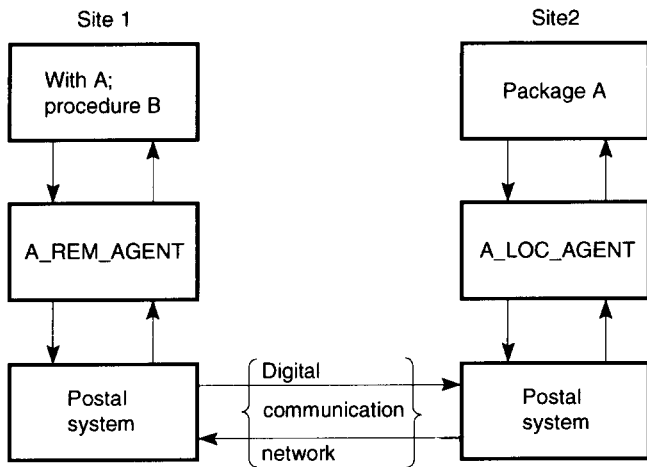 Site 1
Site2
With A;
procedure B
Package A
A_REM_AGENT
A_LOC_AGENT
Postal
system
Digital
communication
network
Postal
system